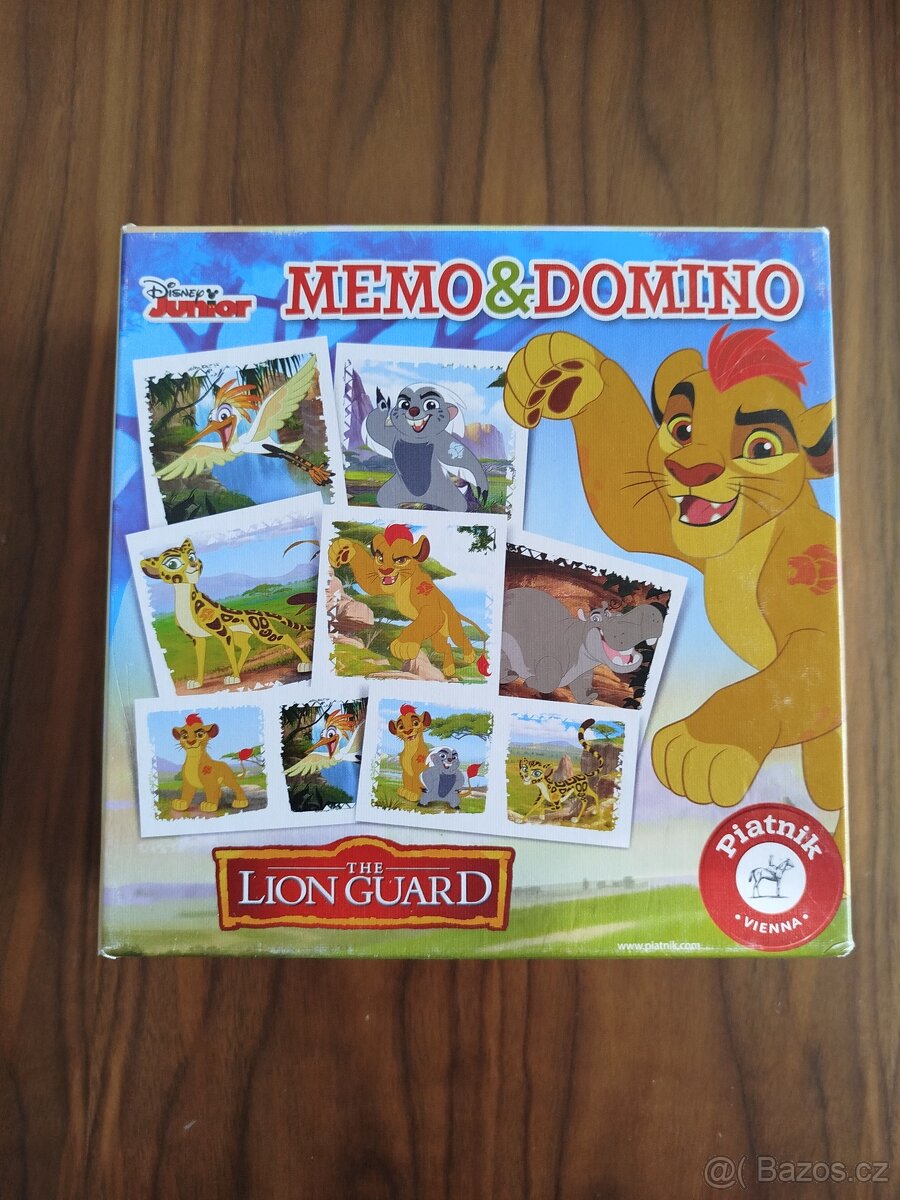 Disney
Junior
MEMO&DOMINO
THE
LION GUARD
Piatnik
• VIENNA •
www.piatnik.com
@( Bazos.cz